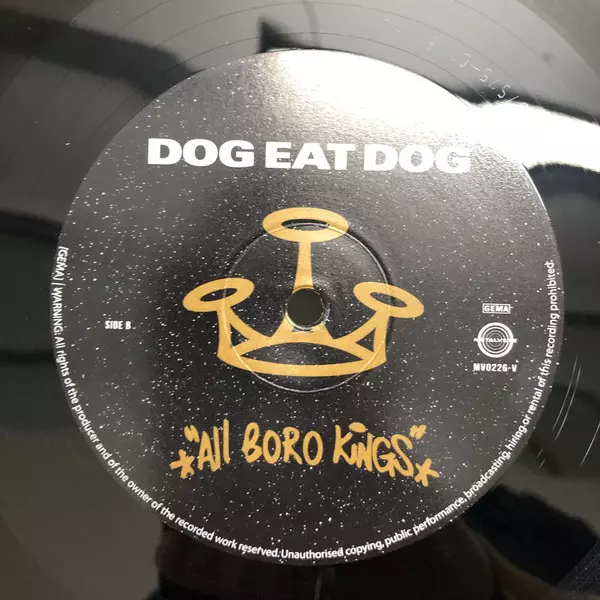 DOG EAT DOG
SIDE B
GEMA
METALVILLE
MV0226-V
*"All BORO KiNGS"*
[GEMA] | WARNING: All rights of the producer and of the owner of the recorded work reserved. Unauthorised copying, public performance, broadcasting, hiring or rental of this recording prohibited.